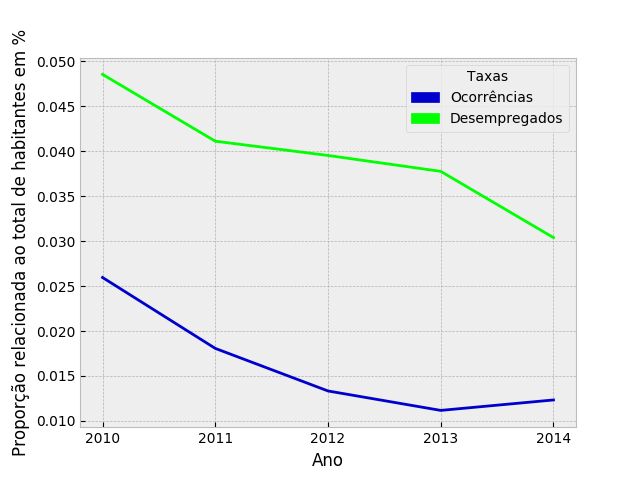 Proporção relacionada ao total de habitantes em %
0.050
0.045
0.040
0.035
0.030
0.025
0.020
0.015
0.010
Taxas
Ocorrências
Desempregados
2010 2011 2012 2013 2014
Ano